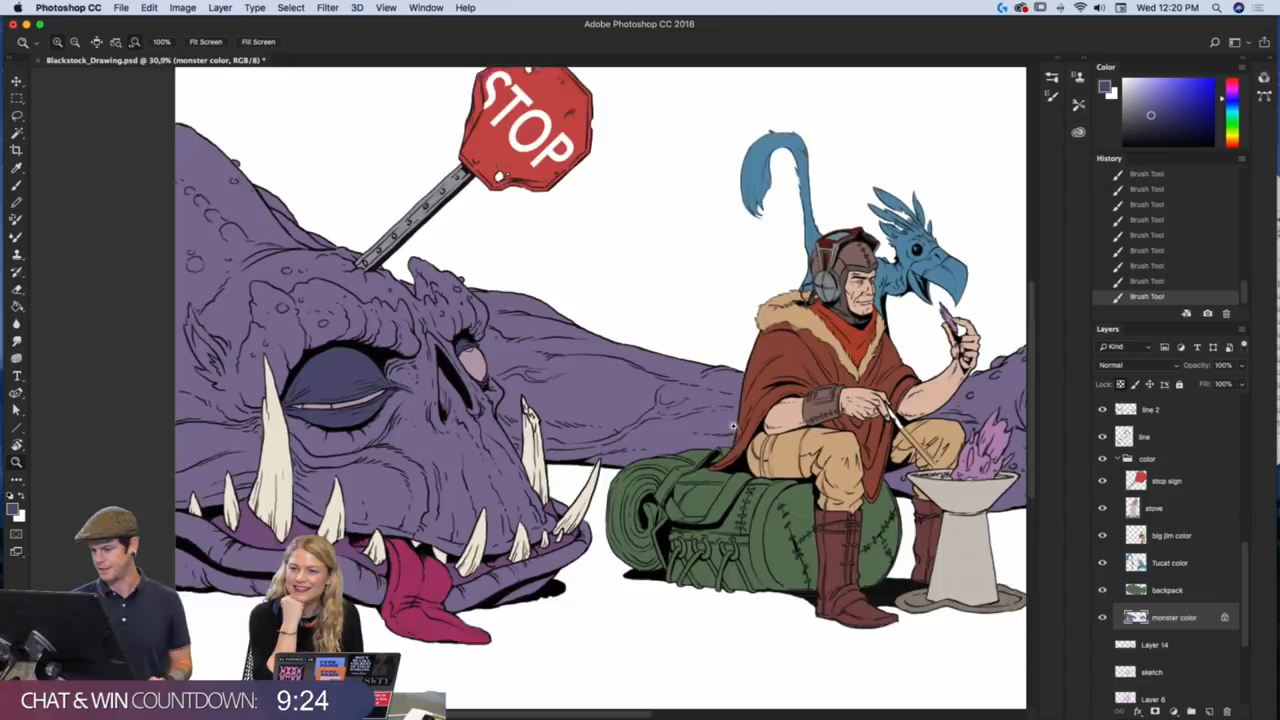 Photoshop CC File Edit Image Layer Type Select Filter 3D View Window Help
Wed 12:20 PM
Adobe Photoshop CC 2018
100% Fit Screen Fill Screen
Blackstock_Drawing.psd @ 30,9% (monster color, RGB/8) *
Color
STOP
History
Brush Tool
Brush Tool
Brush Tool
Brush Tool
Brush Tool
Brush Tool
Brush Tool
Brush Tool
Brush Tool
Layers
Kind
Normal Opacity: 100%
Lock: Fill: 100%
line 2
line
color
stop sign
stove
big jim color
Tucat color
backpack
monster color
Layer 14
sketch
Layer 6
CHAT & WIN COUNTDOWN: 9:24